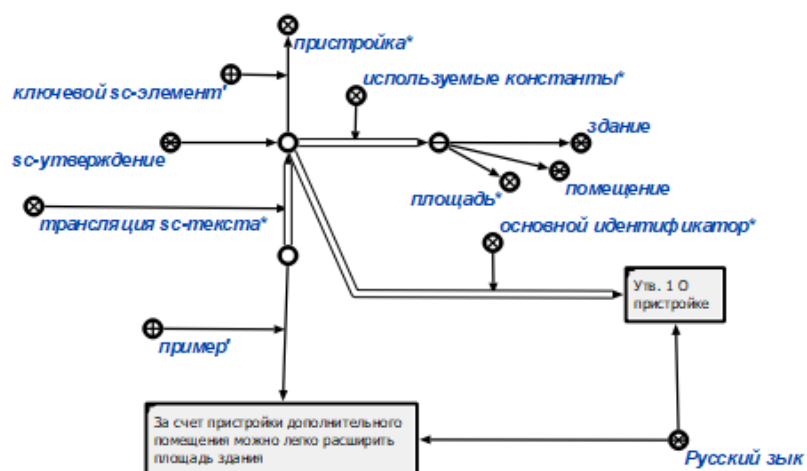 пристройка*
используемые константы*
ключевой sc-элемент'
здание
sc-утверждение
помещение
площадь*
трансляция sc-текста*
основной идентификатор*
Утв. 1 О
пристройке
пример'
За счет пристройки дополнительного
помещения можно легко расширить
площадь здания
Русский зык